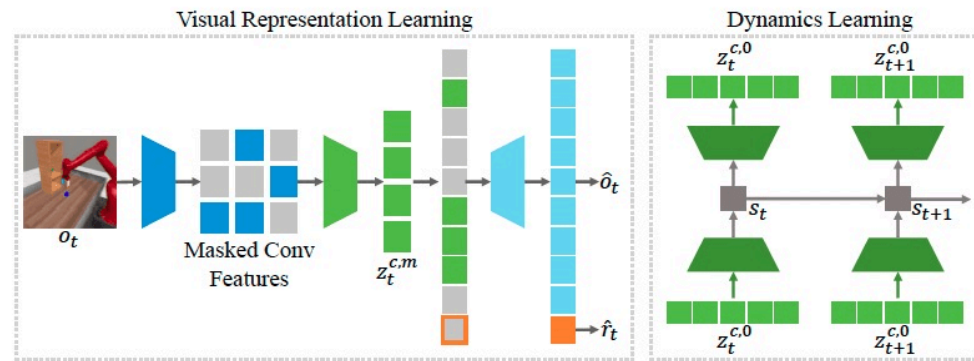 Visual Representation Learning
Dynamics Learning
o_t
Masked Conv
Features
z_t^{c,m}
ô_t
r̂_t
z_t^{c,0}
z_{t+1}^{c,0}
s_t
s_{t+1}
z_t^{c,0}
z_{t+1}^{c,0}